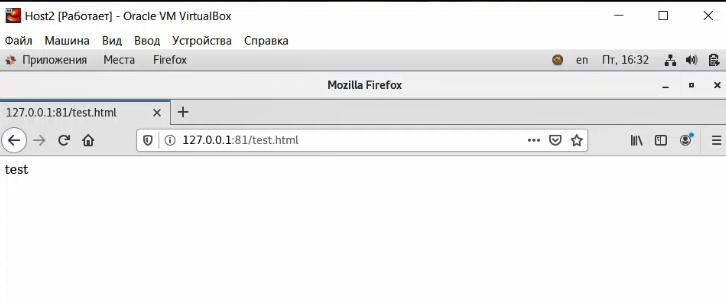 Host2 [Работает] - Oracle VM VirtualBox
Файл Машина Вид Ввод Устройства Справка
Приложения Места Firefox en Пт, 16:32
Mozilla Firefox
127.0.0.1:81/test.html
127.0.0.1:81/test.html
test